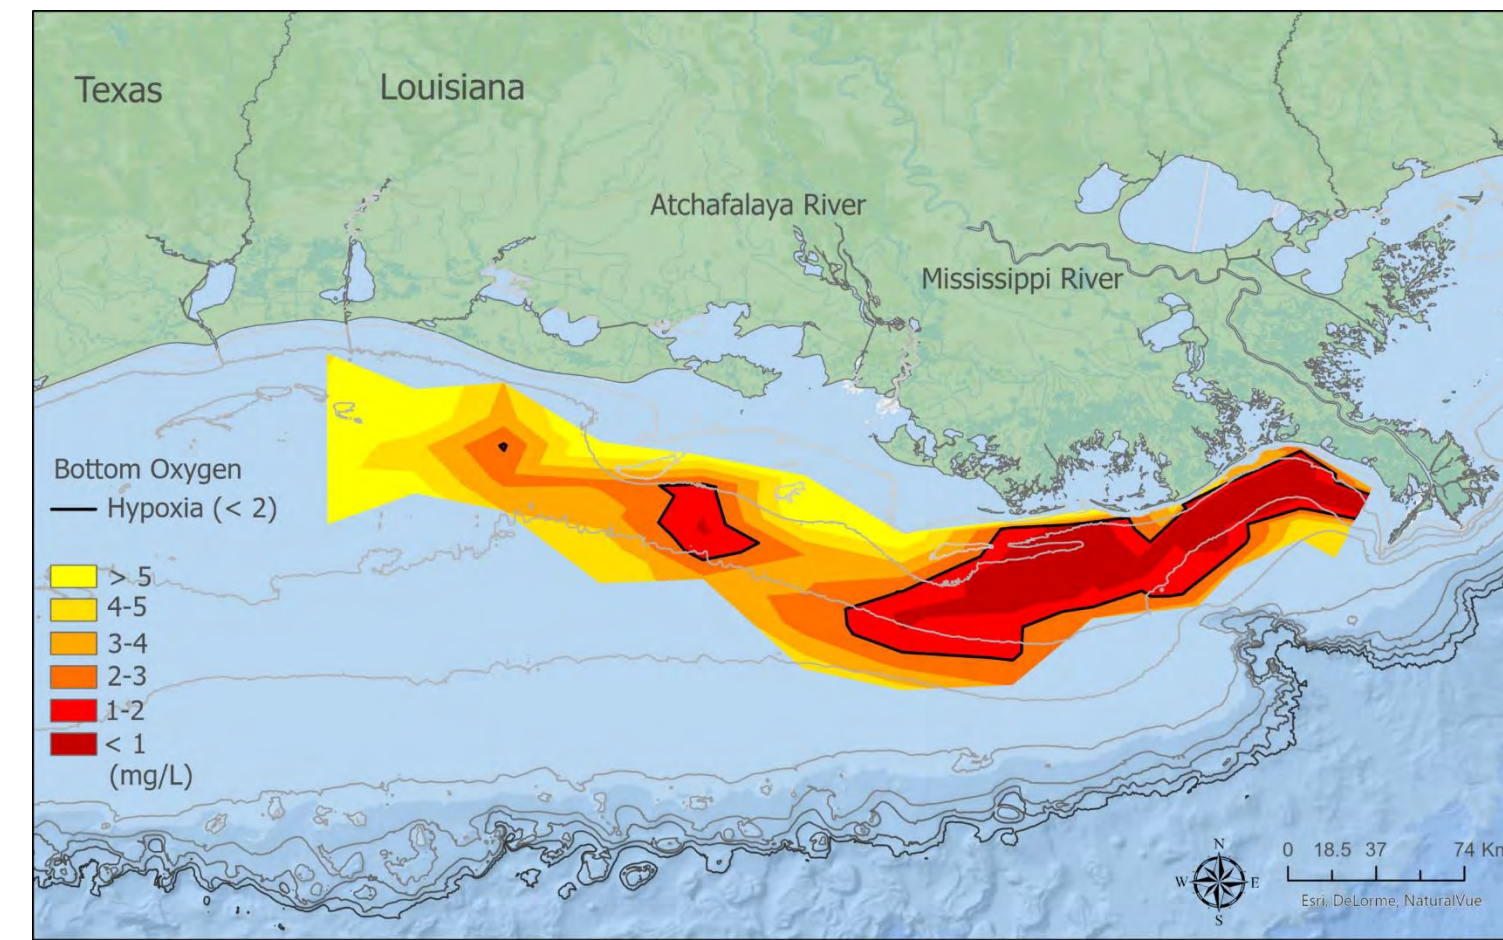 Texas
Louisiana
Atchafalaya River
Mississippi River
Bottom Oxygen
Hypoxia (< 2)
> 5
4-5
3-4
2-3
1-2
< 1
(mg/L)
N
W E
S
0 18.5 37 74 Km
Esri, DeLorme, NaturalVue